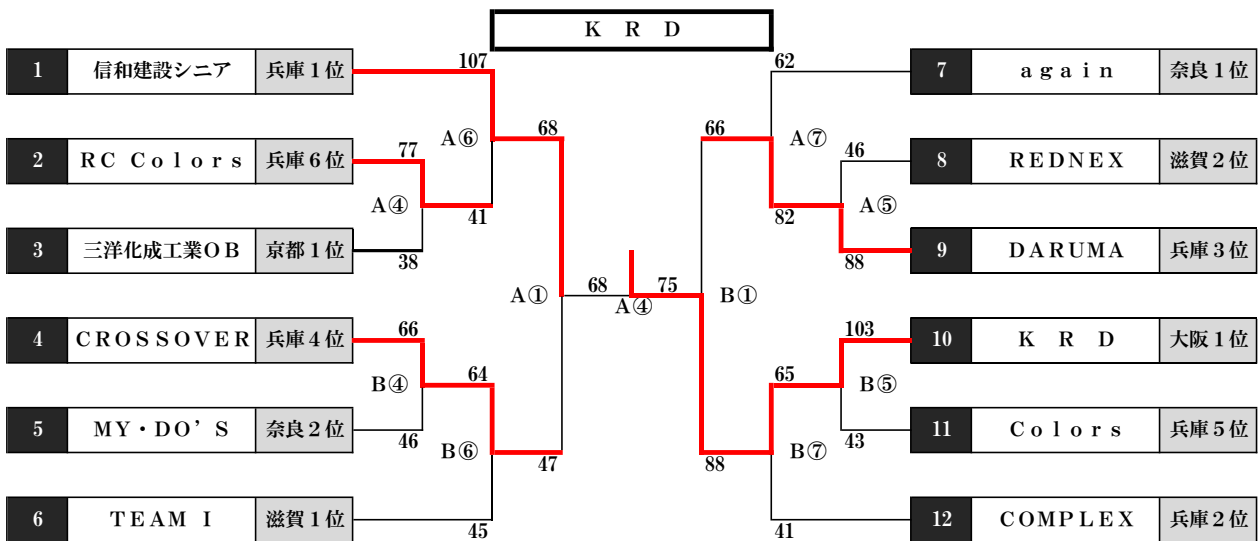 Ｋ Ｒ Ｄ
107
62
1 信和建設シニア 兵庫１位
7 ａｇａｉｎ 奈良１位
A⑥ 68
66 A⑦
77
46
2 ＲＣ Ｃｏｌｏｒｓ 兵庫６位
8 ＲＥＤＮＥＸ 滋賀２位
A④ 41
82 A⑤
3 三洋化成工業ＯＢ 京都１位
38
88
9 ＤＡＲＵＭＡ 兵庫３位
A① 68 A④ 75 B①
66
103
4 ＣＲＯＳＳＯＶＥＲ 兵庫４位
10 Ｋ Ｒ Ｄ 大阪１位
B④ 64
65 B⑤
5 ＭＹ・ＤＯ’Ｓ 奈良２位
46
43
11 Ｃｏｌｏｒｓ 兵庫５位
B⑥ 47
88 B⑦
6 ＴＥＡＭ Ｉ 滋賀１位
45
41
12 ＣＯＭＰＬＥＸ 兵庫２位